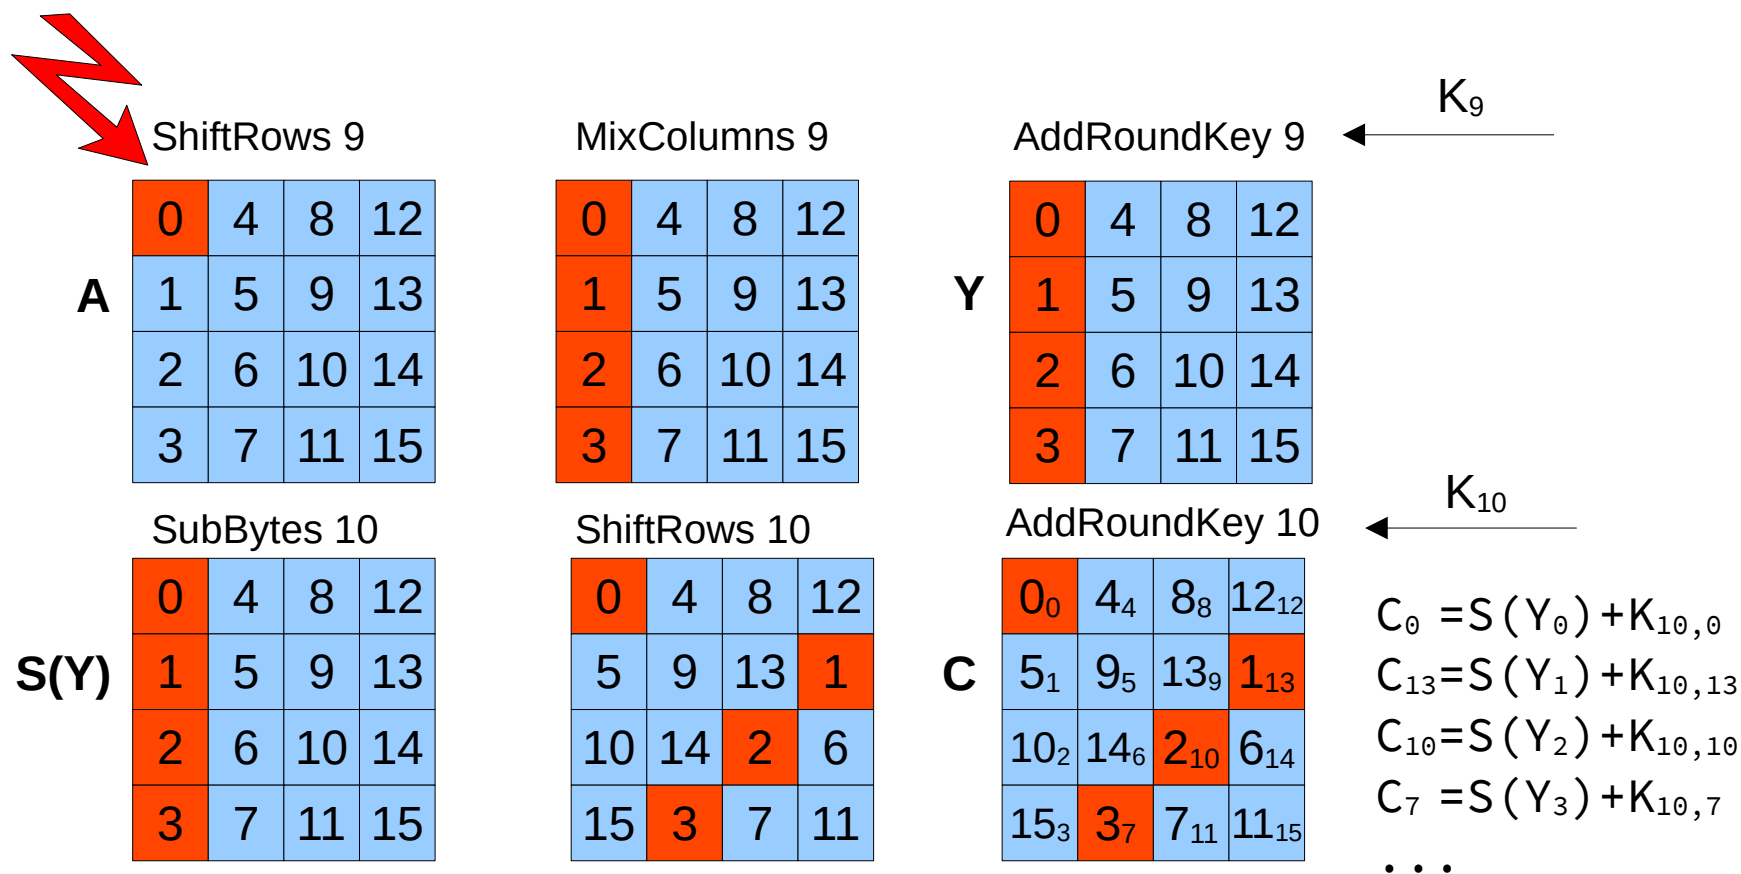 K₉
ShiftRows 9 MixColumns 9 AddRoundKey 9
0 4 8 12 0 4 8 12 0 4 8 12
A 1 5 9 13 1 5 9 13 Y 1 5 9 13
2 6 10 14 2 6 10 14 2 6 10 14
3 7 11 15 3 7 11 15 3 7 11 15
K₁₀
SubBytes 10 ShiftRows 10 AddRoundKey 10
0 4 8 12 0 4 8 12 0₀ 4₄ 8₈ 12₁₂ C₀ =S(Y₀)+K₁₀,₀
S(Y) 1 5 9 13 5 9 13 1 C 5₁ 9₅ 13₉ 1₁₃ C₁₃=S(Y₁)+K₁₀,₁₃
2 6 10 14 10 14 2 6 10₂ 14₆ 2₁₀ 6₁₄ C₁₀=S(Y₂)+K₁₀,₁₀
3 7 11 15 15 3 7 11 15₃ 3₇ 7₁₁ 11₁₅ C₇ =S(Y₃)+K₁₀,₇
...